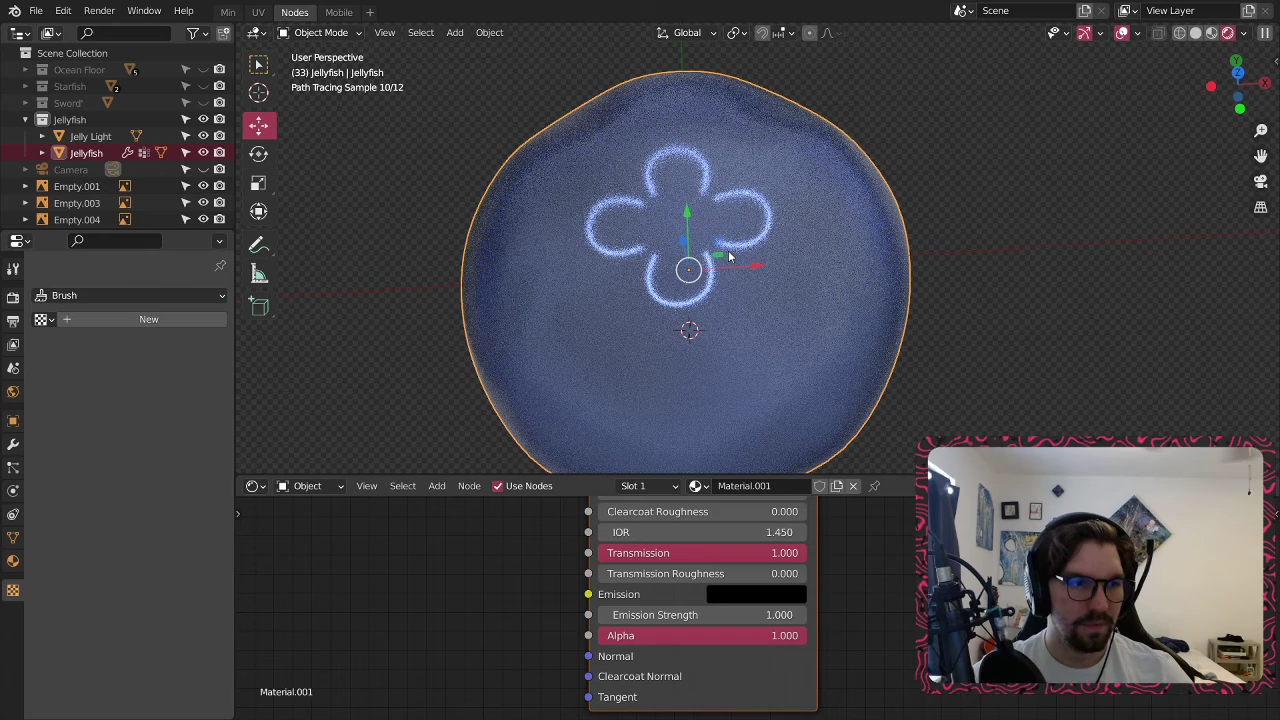 File Edit Render Window Help Min UV Nodes Mobile Scene View Layer
Object Mode View Select Add Object Global
Scene Collection
Ocean Floor 5
Starfish 2
Sword'
Jellyfish
Jelly Light
Jellyfish
Camera
Empty.001
Empty.003
Empty.004
User Perspective
(33) Jellyfish | Jellyfish
Path Tracing Sample 10/12
Y
Z
X
Brush
New
Object View Select Add Node Use Nodes Slot 1 Material.001
Clearcoat Roughness 0.000
IOR 1.450
Transmission 1.000
Transmission Roughness 0.000
Emission
Emission Strength 1.000
Alpha 1.000
Normal
Clearcoat Normal
Tangent
Material.001